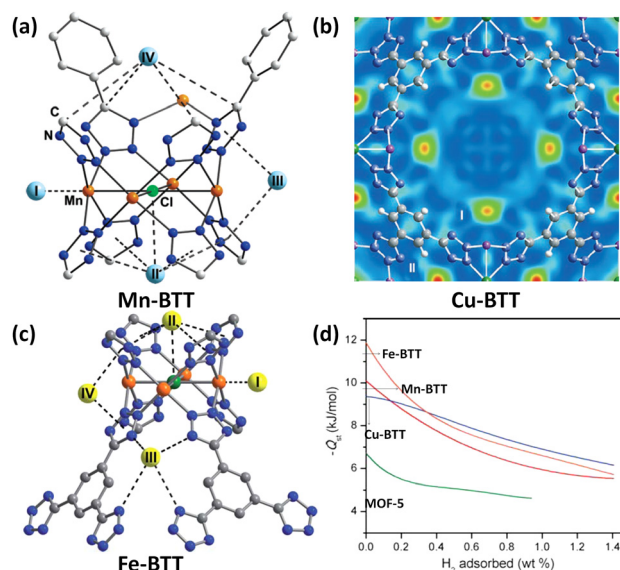 (a)
IV
C
N
I
III
Mn
Cl
II
Mn-BTT
(b)
I
II
Cu-BTT
(c)
II
IV
I
III
Fe-BTT
(d)
12
10
8
6
4
-Qst (kJ/mol)
Fe-BTT
Mn-BTT
Cu-BTT
MOF-5
0.0 0.2 0.4 0.6 0.8 1.0 1.2 1.4
H2 adsorbed (wt %)